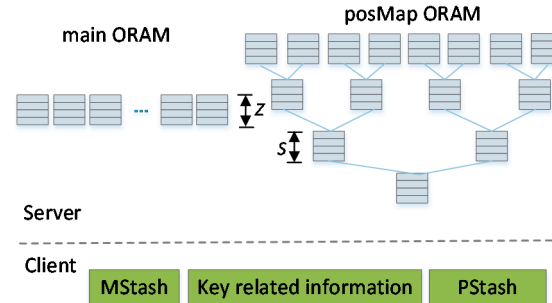 main ORAM
posMap ORAM
z
s
Server
Client
MStash
Key related information
PStash